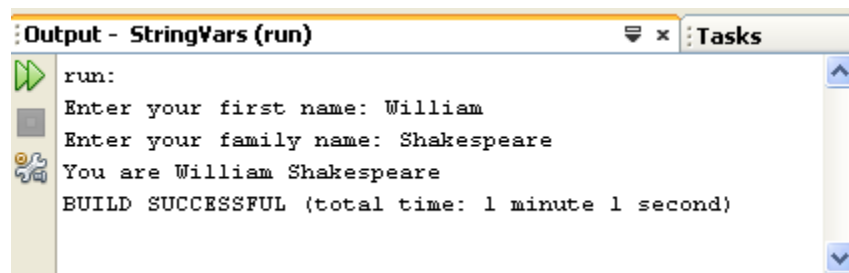 Output - StringVars (run) Tasks
run:
Enter your first name: William
Enter your family name: Shakespeare
You are William Shakespeare
BUILD SUCCESSFUL (total time: 1 minute 1 second)